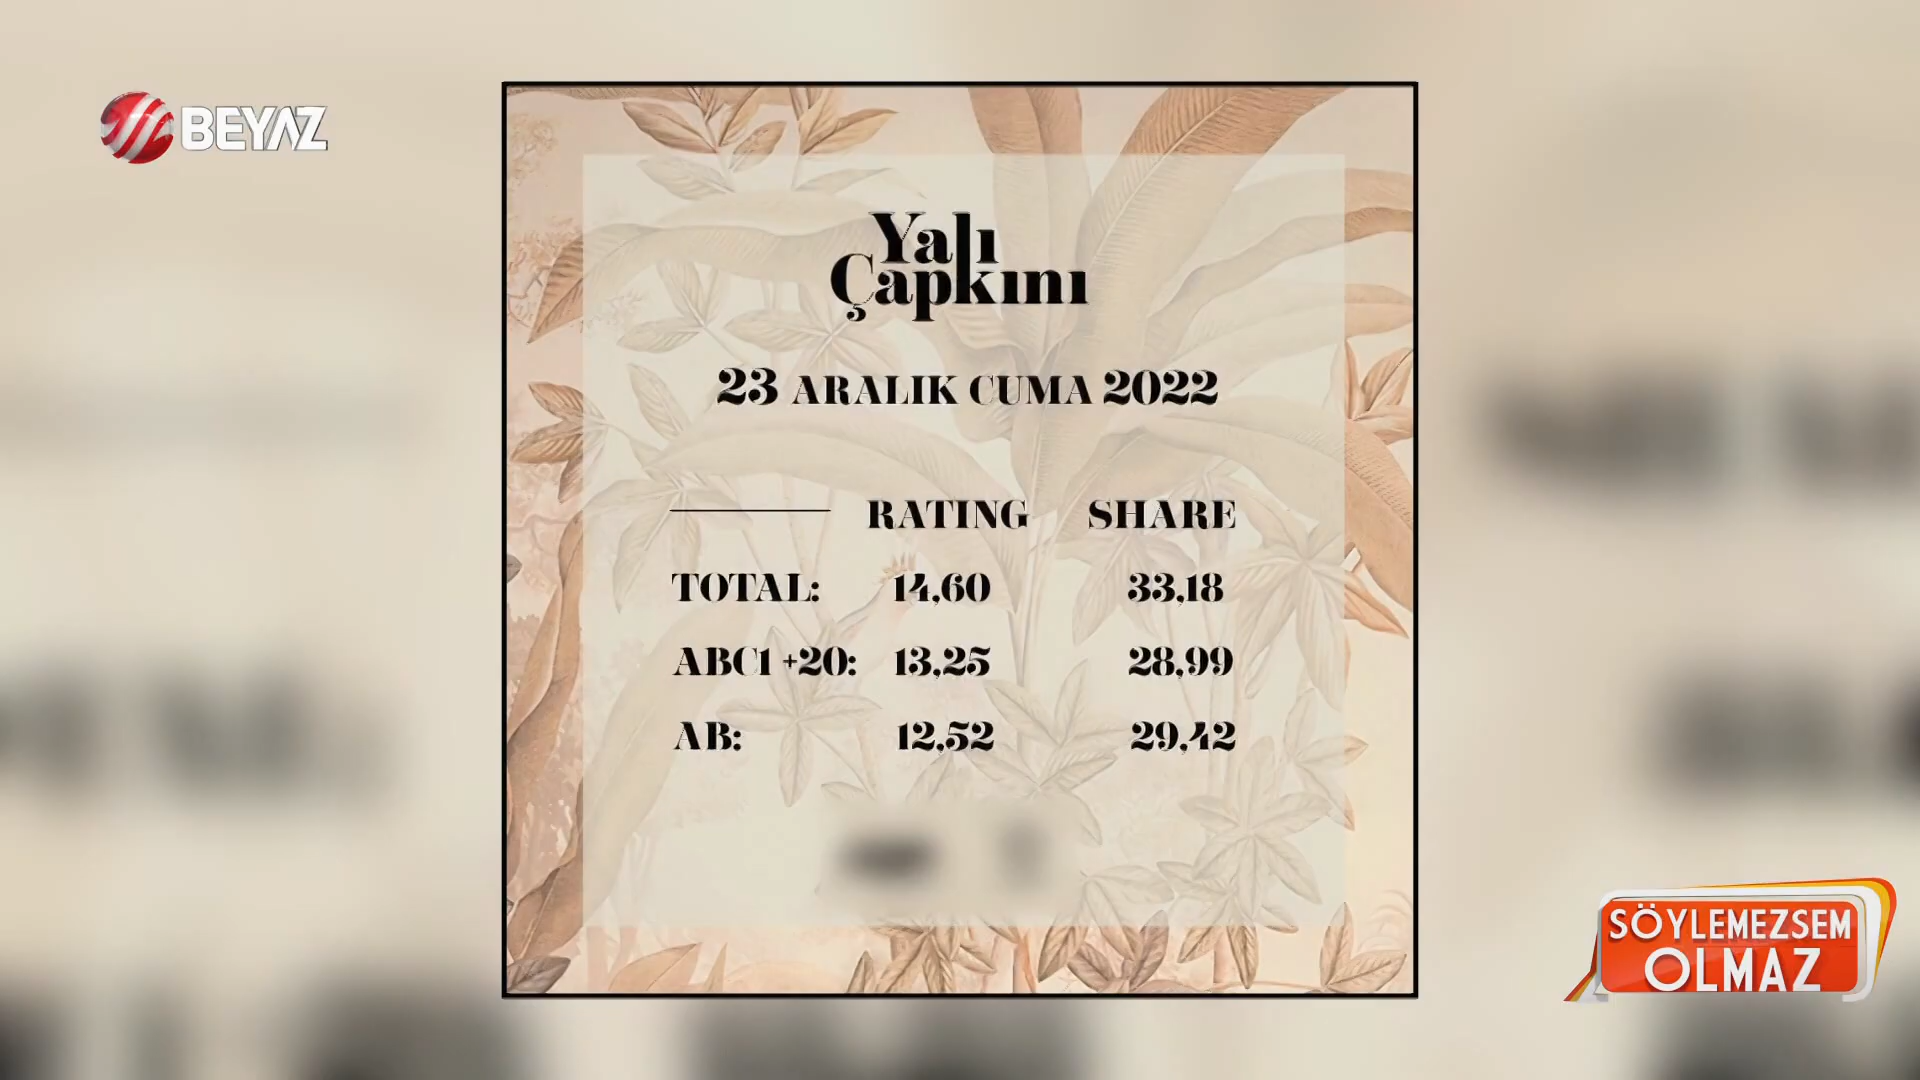 BEYAZ
Yalı
Çapkını
23 ARALIK CUMA 2022
RATING SHARE
TOTAL: 14,60 33,18
ABC1 +20: 13,25 28,99
AB: 12,52 29,42
SÖYLEMEZSEM
OLMAZ